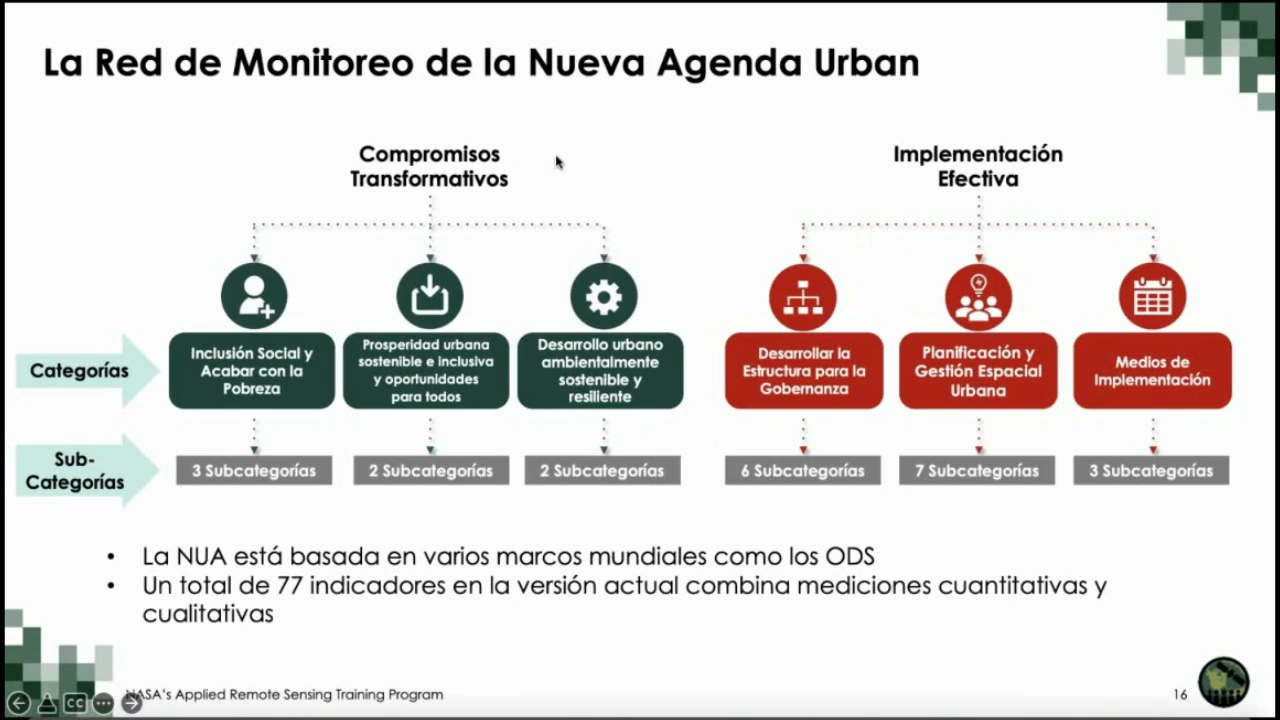 La Red de Monitoreo de la Nueva Agenda Urban
Compromisos
Transformativos
Implementación
Efectiva
Categorías
Inclusión Social y
Acabar con la
Pobreza
Prosperidad urbana
sostenible e inclusiva
y oportunidades
para todos
Desarrollo urbano
ambientalmente
sostenible y
resiliente
Desarrollar la
Estructura para la
Gobernanza
Planificación y
Gestión Espacial
Urbana
Medios de
Implementación
Sub-
Categorías
3 Subcategorías
2 Subcategorías
2 Subcategorías
6 Subcategorías
7 Subcategorías
3 Subcategorías
• La NUA está basada en varios marcos mundiales como los ODS
• Un total de 77 indicadores en la versión actual combina mediciones cuantitativas y
cualitativas
CC
NASA's Applied Remote Sensing Training Program
16